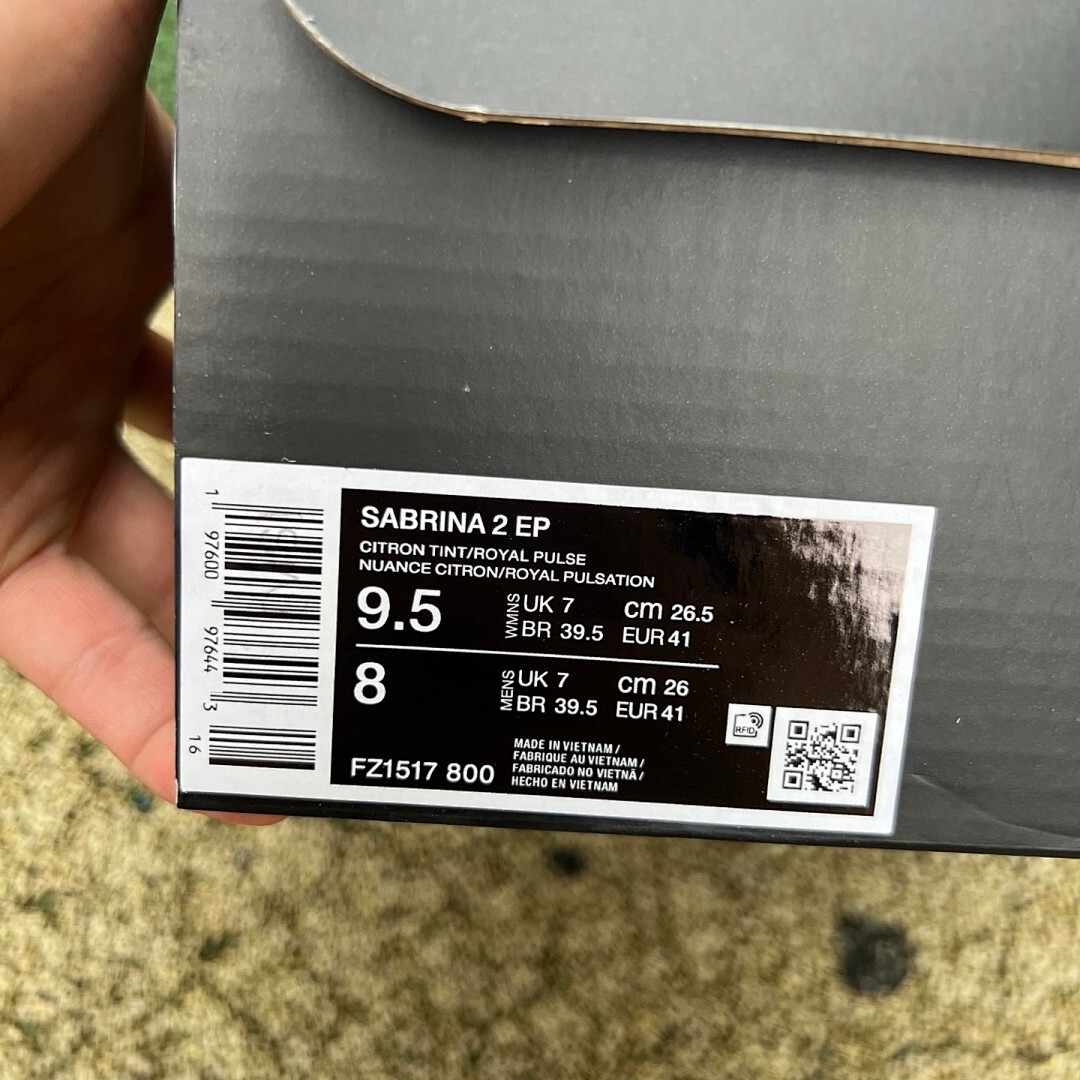 SABRINA 2 EP
CITRON TINT/ROYAL PULSE
NUANCE CITRON/ROYAL PULSATION
9.5
WMNS
UK 7 cm 26.5
BR 39.5 EUR 41
8
MENS
UK 7 cm 26
BR 39.5 EUR 41
FZ1517 800
MADE IN VIETNAM /
FABRIQUE AU VIETNAM /
FABRICADO NO VIETNÃ /
HECHO EN VIETNAM
RFID
1 97600 97644 3
16